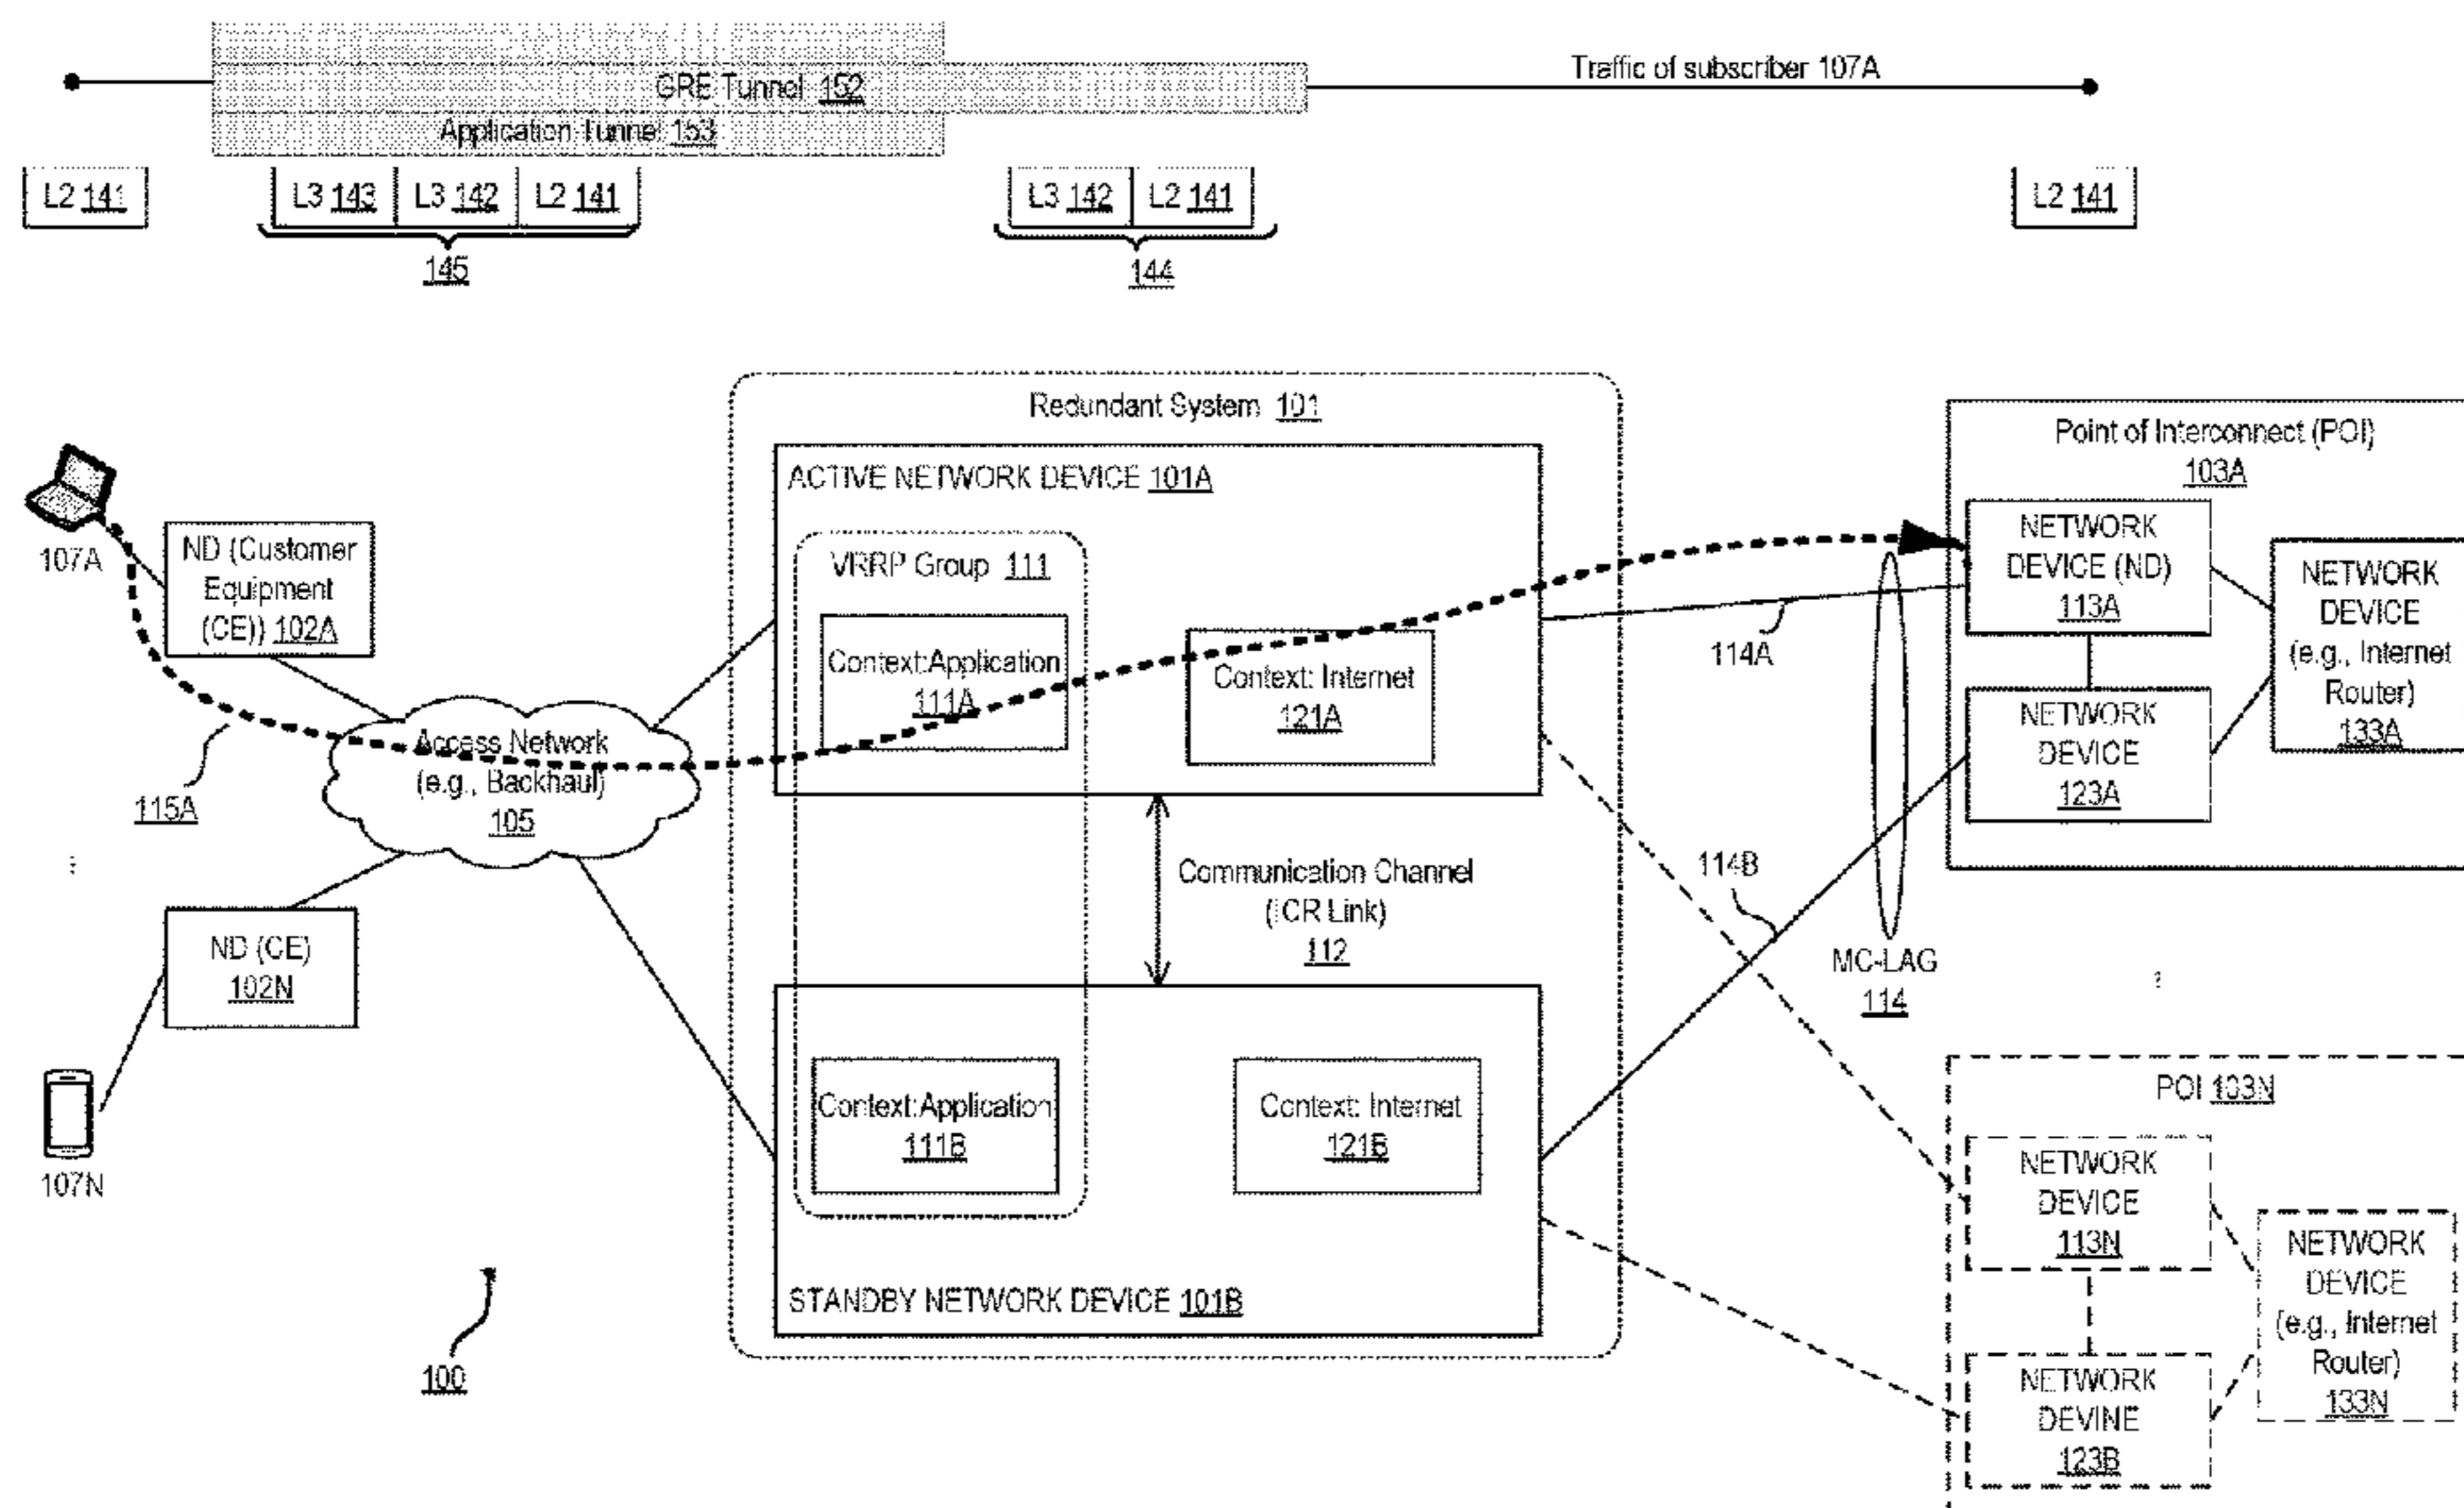 Traffic of subscriber 107A
GRE Tunnel 152
Application Tunnel 153
L2 141
L3 143
L3 142
L2 141
L3 142
L2 141
L2 141
145
144
Redundant System 101
ACTIVE NETWORK DEVICE 101A
VRRP Group 111
Context:Application
111A
Context: Internet
121A
107A
ND (Customer
Equipment
(CE)) 102A
Access Network
(e.g., Backhaul)
105
115A
ND (CE)
102N
107N
100
Communication Channel
(ICR Link)
112
Context:Application
111B
Context: Internet
121B
STANDBY NETWORK DEVICE 101B
114A
114B
MC-LAG
114
Point of Interconnect (POI)
103A
NETWORK
DEVICE (ND)
113A
NETWORK
DEVICE
123A
NETWORK
DEVICE
(e.g., Internet
Router)
133A
POI 103N
NETWORK
DEVICE
113N
NETWORK
DEVINE
123B
NETWORK
DEVICE
(e.g., Internet
Router)
133N